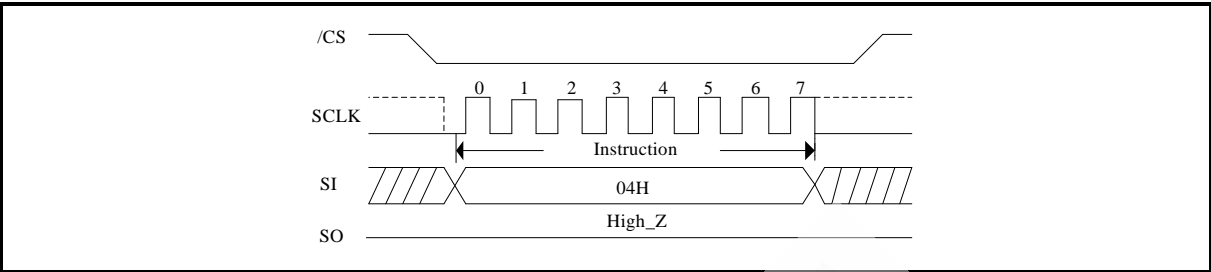 /CS
0 1 2 3 4 5 6 7
SCLK
Instruction
SI
04H
High_Z
SO